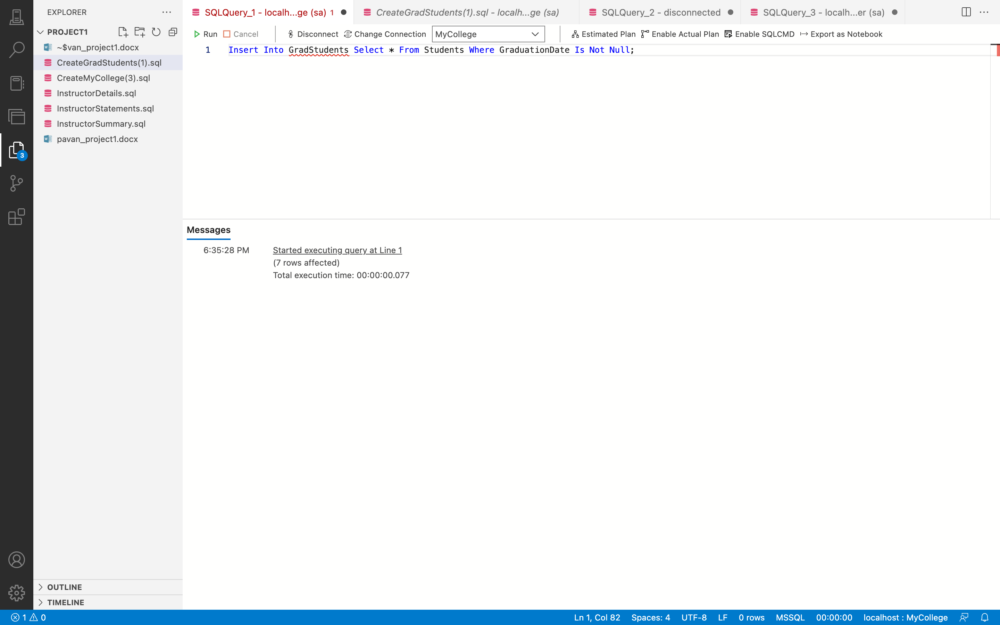 EXPLORER
PROJECT1
~$van_project1.docx
CreateGradStudents(1).sql
CreateMyCollege(3).sql
InstructorDetails.sql
InstructorStatements.sql
InstructorSummary.sql
pavan_project1.docx
3
OUTLINE
TIMELINE
SQLQuery_1 - localh...ge (sa) 1
CreateGradStudents(1).sql - localh...ge (sa)
SQLQuery_2 - disconnected
SQLQuery_3 - localh...er (sa)
Run Cancel Disconnect Change Connection MyCollege Estimated Plan Enable Actual Plan Enable SQLCMD Export as Notebook
1 Insert Into GradStudents Select * From Students Where GraduationDate Is Not Null;
Messages
6:35:28 PM Started executing query at Line 1
(7 rows affected)
Total execution time: 00:00:00.077
1 0 Ln 1, Col 82 Spaces: 4 UTF-8 LF 0 rows MSSQL 00:00:00 localhost : MyCollege